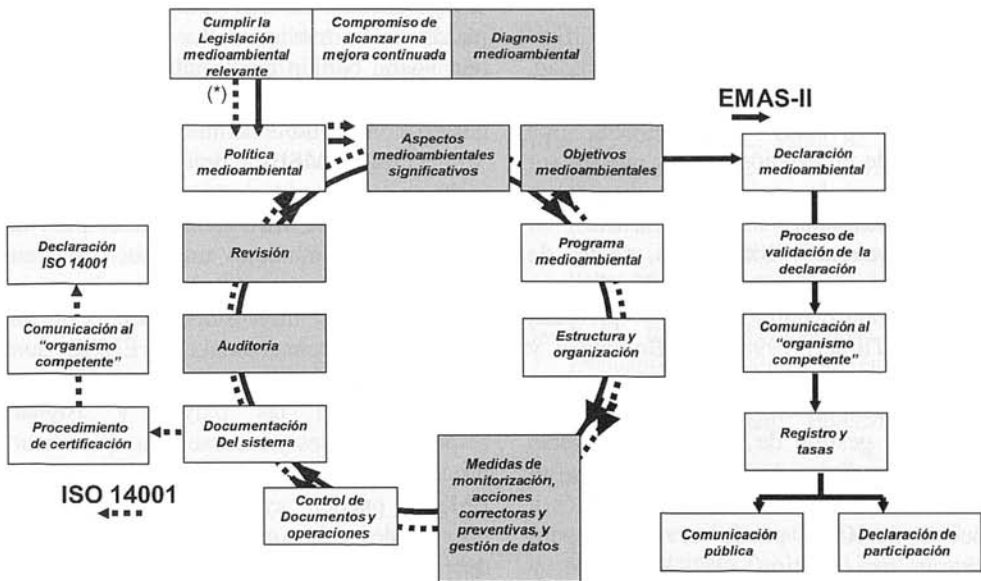 Cumplir la
Legislación
medioambiental
relevante
Compromiso de
alcanzar una
mejora continuada
Diagnosis
medioambiental
(*)
EMAS-II
Política
medioambiental
Aspectos
medioambientales
significativos
Objetivos
medioambientales
Declaración
medioambiental
Declaración
ISO 14001
Revisión
Programa
medioambiental
Proceso de
validación de la
declaración
Comunicación al
“organismo
competente”
Auditoria
Estructura y
organización
Comunicación al
“organismo
competente”
Procedimiento
de certificación
Documentación
Del sistema
Registro y
tasas
ISO 14001
Control de
Documentos y
operaciones
Medidas de
monitorización,
acciones
correctoras y
preventivas, y
gestión de datos
Comunicación
pública
Declaración de
participación